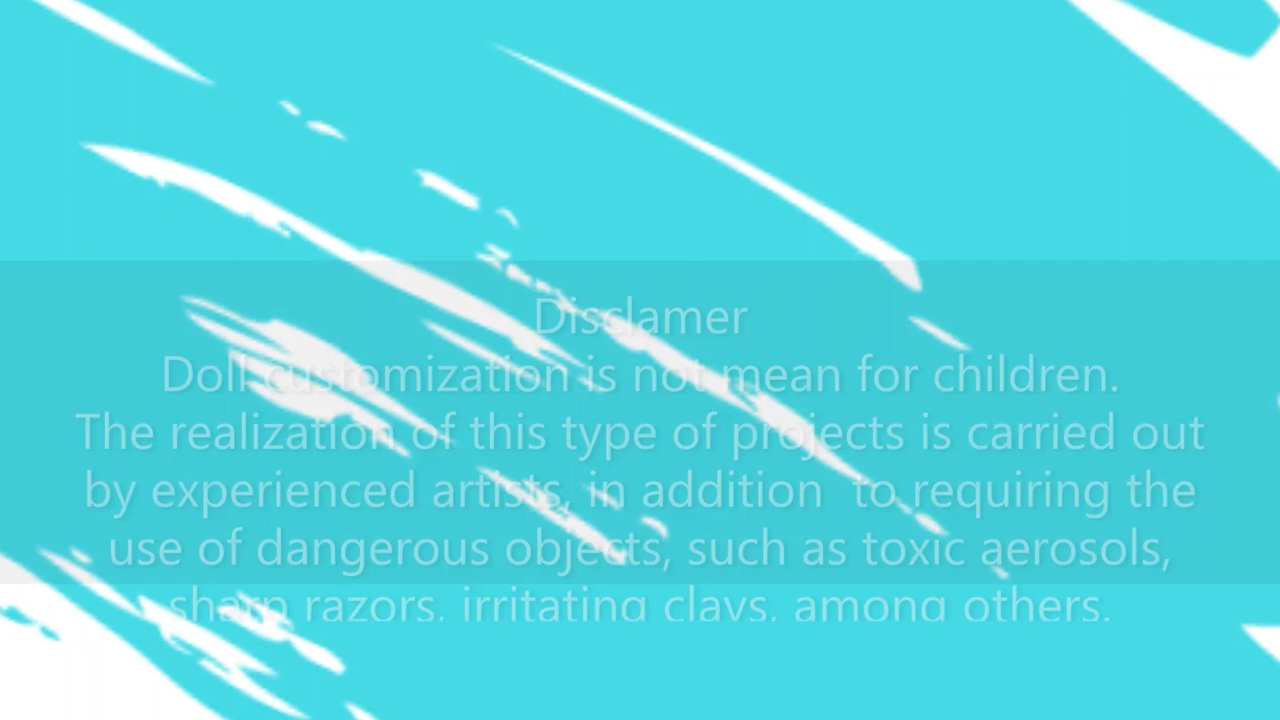 Disclamer
Doll customization is not mean for children.
The realization of this type of projects is carried out
by experienced artists, in addition  to requiring the
use of dangerous objects, such as toxic aerosols,
sharp razors, irritating clays, among others.